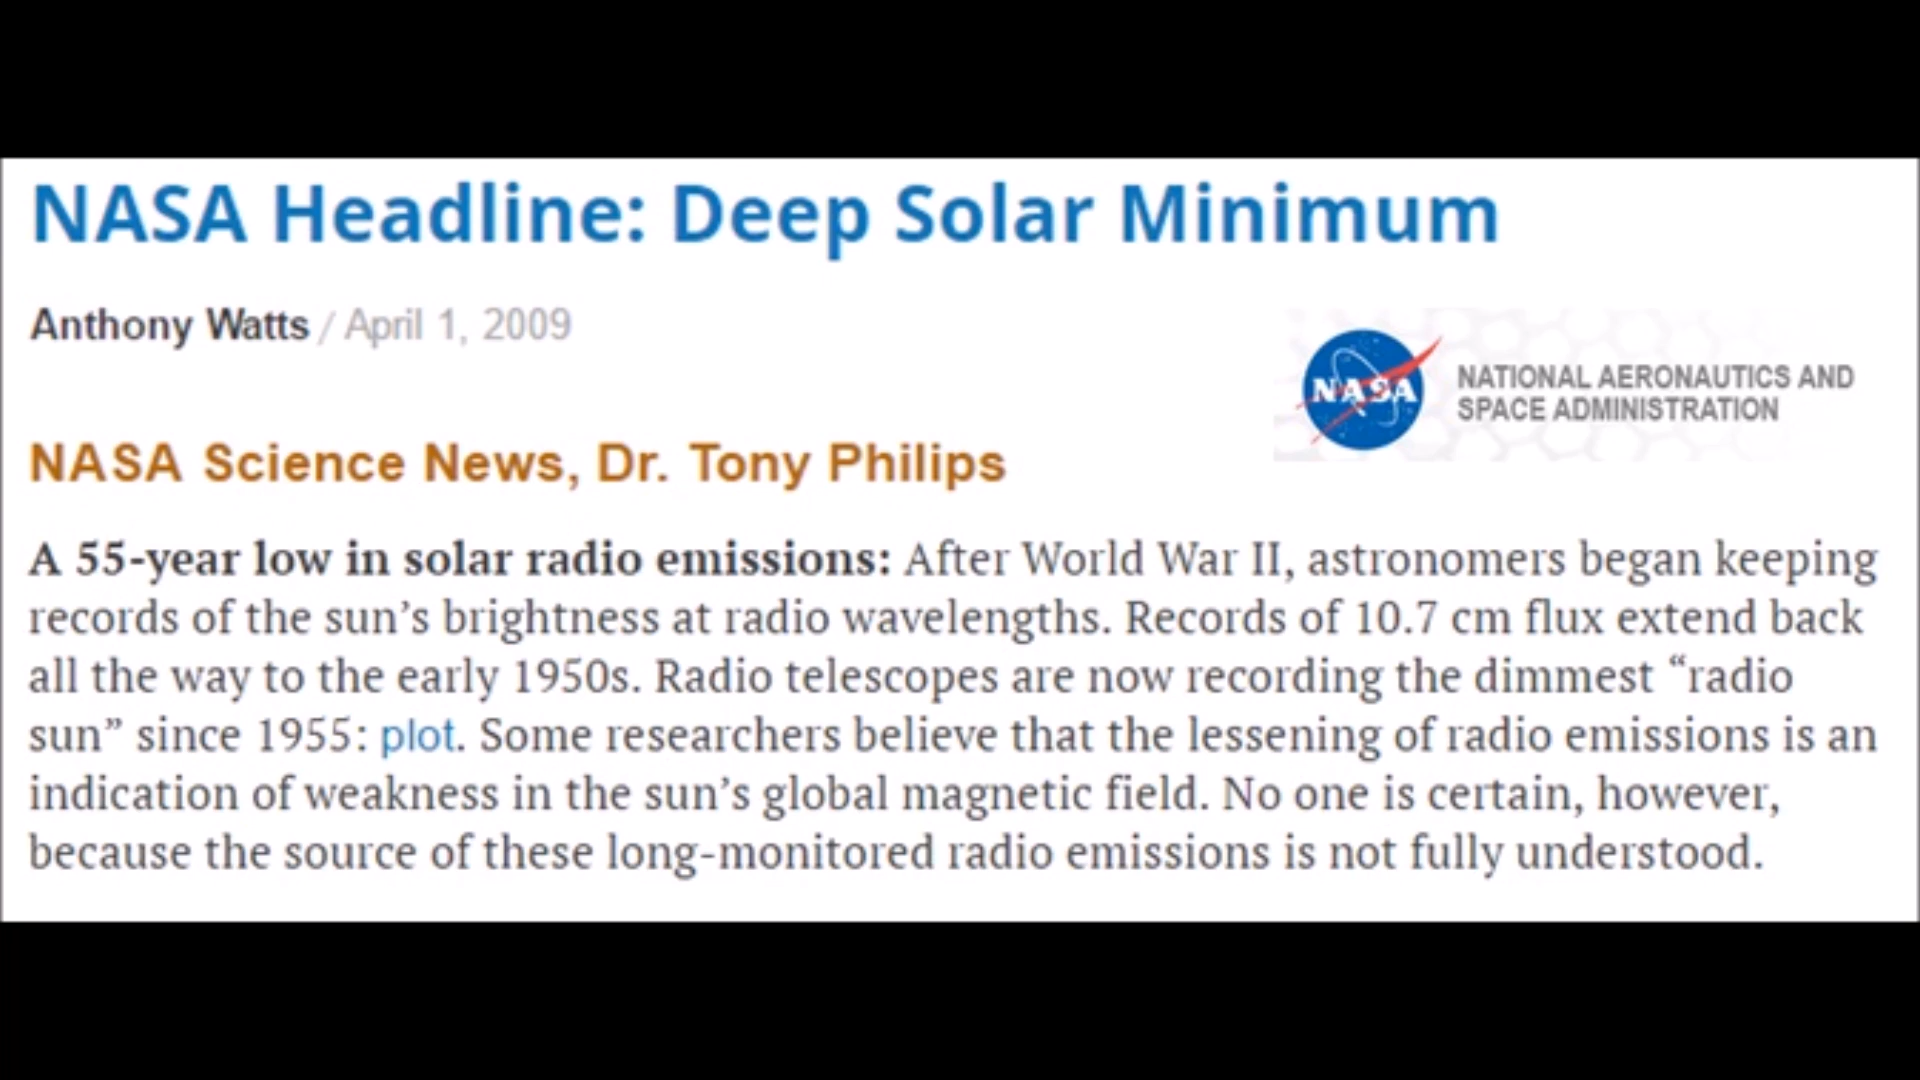 NASA Headline: Deep Solar Minimum
Anthony Watts / April 1, 2009
NASA
NATIONAL AERONAUTICS AND
SPACE ADMINISTRATION
NASA Science News, Dr. Tony Philips
A 55-year low in solar radio emissions: After World War II, astronomers began keeping
records of the sun’s brightness at radio wavelengths. Records of 10.7 cm flux extend back
all the way to the early 1950s. Radio telescopes are now recording the dimmest “radio
sun” since 1955: plot. Some researchers believe that the lessening of radio emissions is an
indication of weakness in the sun’s global magnetic field. No one is certain, however,
because the source of these long-monitored radio emissions is not fully understood.